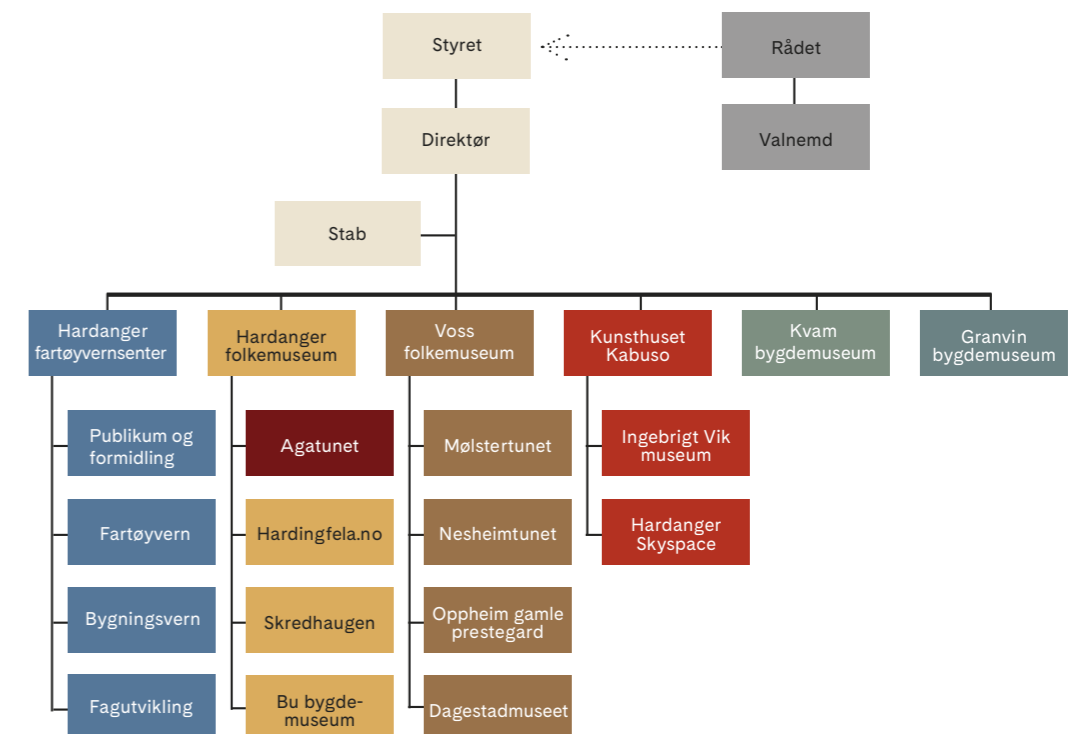 Styret
Rådet
Direktør
Valnemd
Stab
Hardanger
fartøyvernsenter
Hardanger
folkemuseum
Voss
folkemuseum
Kunsthuset
Kabuso
Kvam
bygdemuseum
Granvin
bygdemuseum
Publikum og
formidling
Agatunet
Mølstertunet
Ingebrigt Vik
museum
Fartøyvern
Hardingfela.no
Nesheimtunet
Hardanger
Skyspace
Bygningsvern
Skredhaugen
Oppheim gamle
prestegard
Fagutvikling
Bu bygde-
museum
Dagestadmuseet